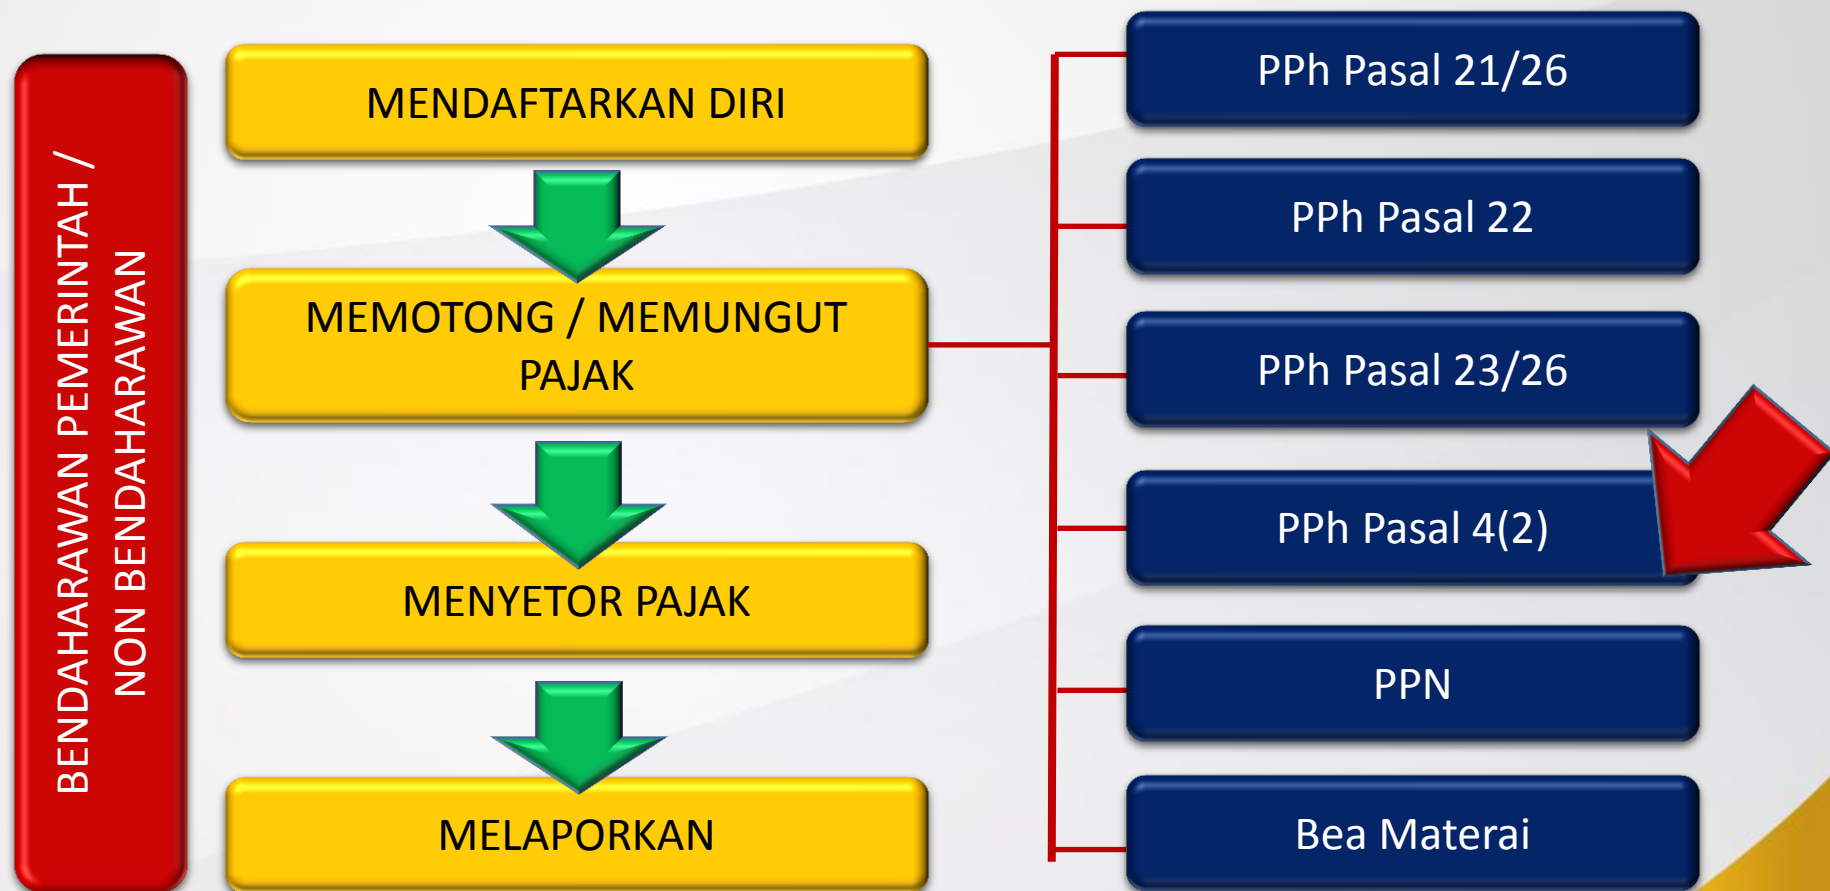 BENDAHARAWAN PEMERINTAH /
NON BENDAHARAWAN
MENDAFTARKAN DIRI
MEMOTONG / MEMUNGUT
PAJAK
MENYETOR PAJAK
MELAPORKAN
PPh Pasal 21/26
PPh Pasal 22
PPh Pasal 23/26
PPh Pasal 4(2)
PPN
Bea Materai